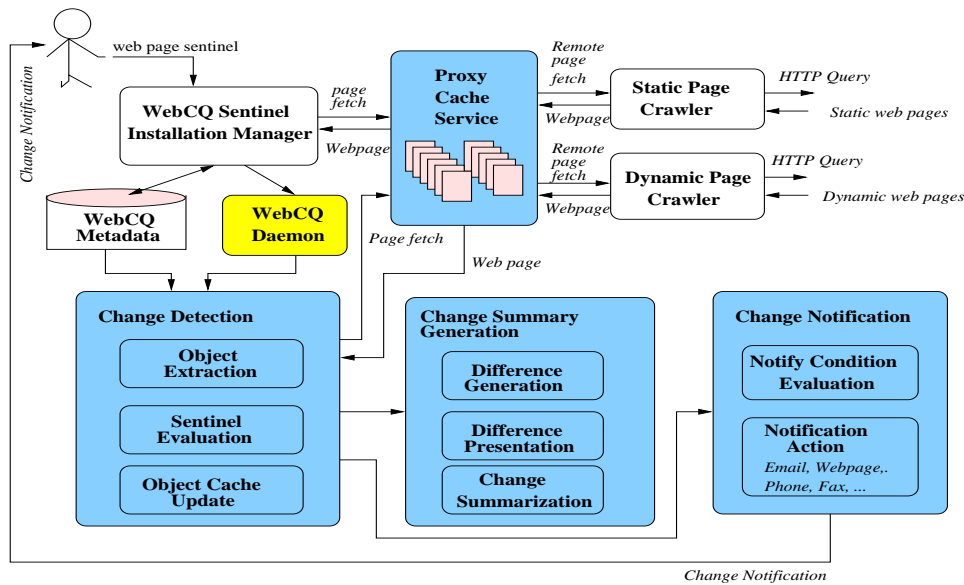 web page sentinel
Change Notification
WebCQ Sentinel
Installation Manager
page
fetch
Webpage
Proxy
Cache
Service
Remote
page
fetch
Webpage
Static Page
Crawler
HTTP Query
Static web pages
Remote
page
fetch
Webpage
Dynamic Page
Crawler
HTTP Query
Dynamic web pages
WebCQ
Metadata
WebCQ
Daemon
Page fetch
Web page
Change Detection
Object
Extraction
Sentinel
Evaluation
Object Cache
Update
Change Summary
Generation
Difference
Generation
Difference
Presentation
Change
Summarization
Change Notification
Notify Condition
Evaluation
Notification
Action
Email, Webpage,.
Phone, Fax, ...
Change Notification